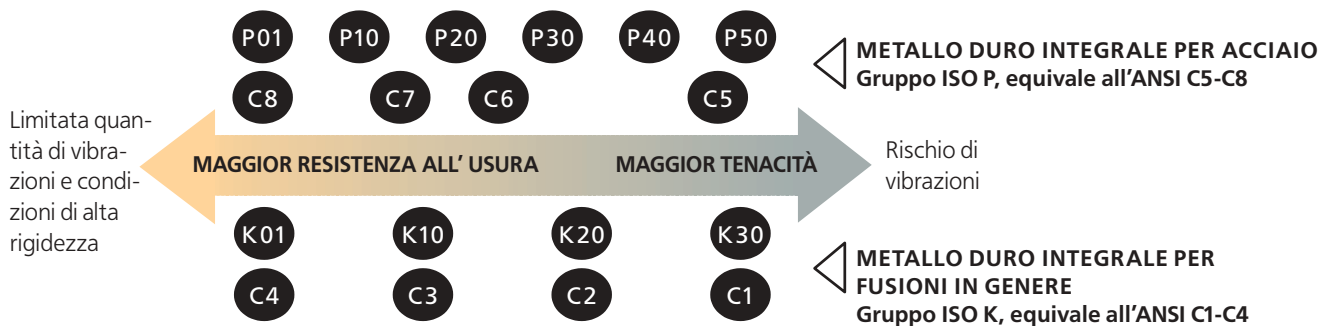 P01 P10 P20 P30 P40 P50
C8 C7 C6 C5
METALLO DURO INTEGRALE PER ACCIAIO
Gruppo ISO P, equivale all'ANSI C5-C8
Limitata quan-
tità di vibra-
zioni e condi-
zioni di alta
rigidezza
MAGGIOR RESISTENZA ALL' USURA MAGGIOR TENACITÀ
Rischio di
vibrazioni
K01 K10 K20 K30
C4 C3 C2 C1
METALLO DURO INTEGRALE PER
FUSIONI IN GENERE
Gruppo ISO K, equivale all'ANSI C1-C4